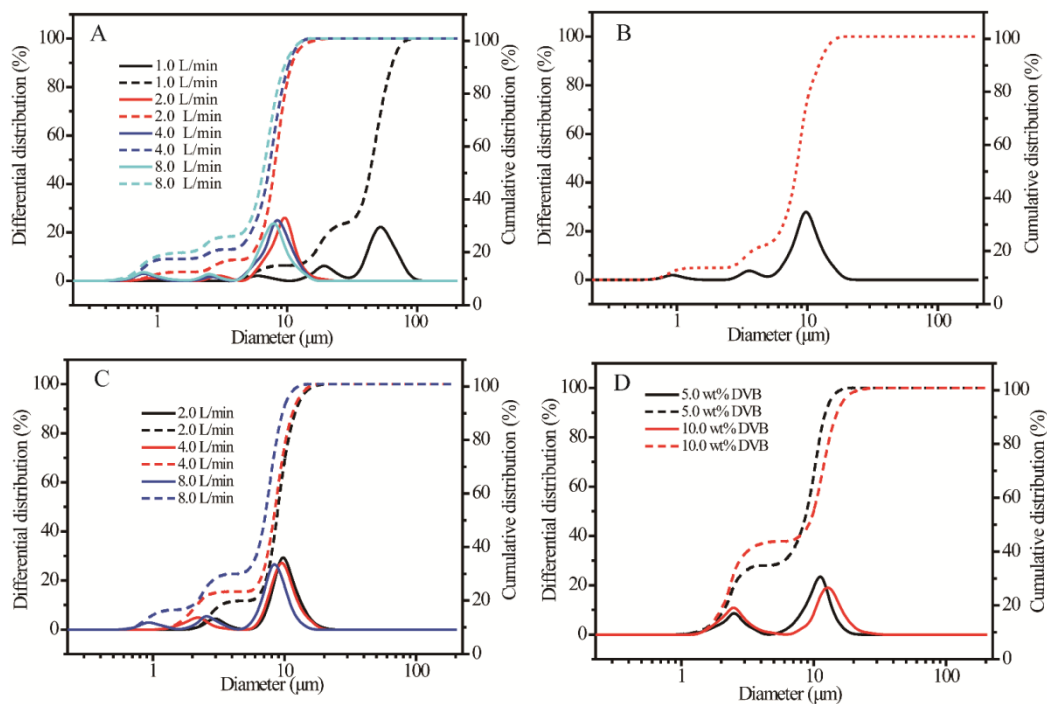 A
Differential distribution (%)
100
80
60
40
20
0
1.0 L/min
1.0 L/min
2.0 L/min
2.0 L/min
4.0 L/min
4.0 L/min
8.0 L/min
8.0 L/min
100
80
60
40
20
0
Cumulative distribution (%)
1
10
100
Diameter (μm)
B
Differential distribution (%)
100
80
60
40
20
0
100
80
60
40
20
0
Cumulative distribution (%)
1
10
100
Diameter (μm)
C
Differential distribution (%)
100
80
60
40
20
0
2.0 L/min
2.0 L/min
4.0 L/min
4.0 L/min
8.0 L/min
8.0 L/min
100
80
60
40
20
0
Cumulative distribution (%)
1
10
100
Diameter (μm)
D
Differential distribution (%)
100
80
60
40
20
0
5.0 wt% DVB
5.0 wt% DVB
10.0 wt% DVB
10.0 wt% DVB
100
80
60
40
20
0
Cumulative distribution (%)
1
10
100
Diameter (μm)